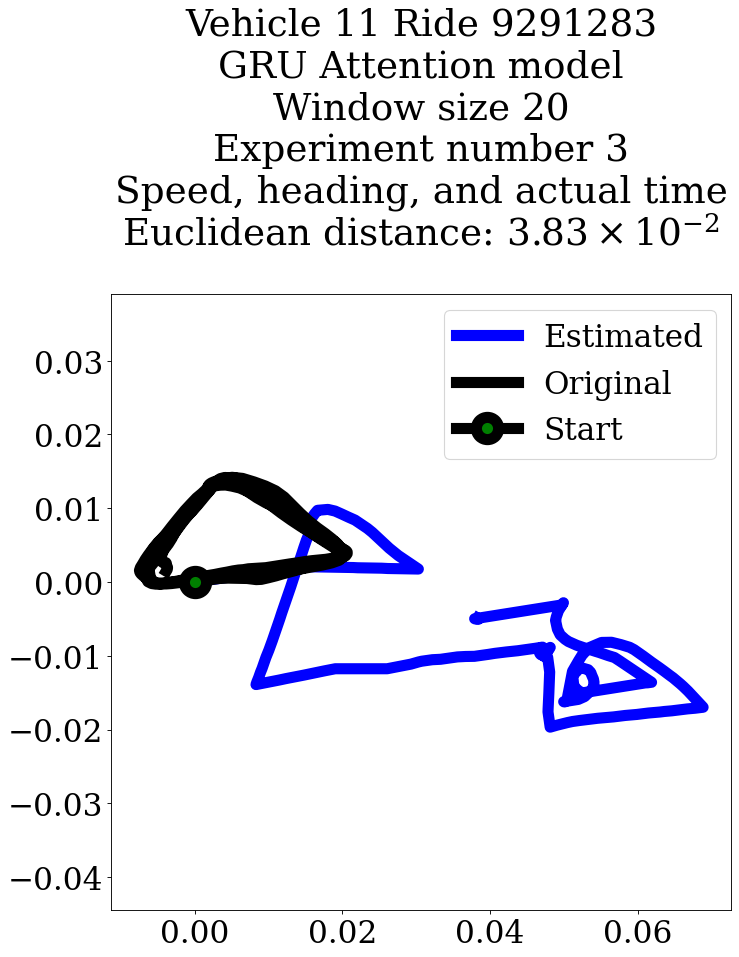 Vehicle 11 Ride 9291283
GRU Attention model
Window size 20
Experiment number 3
Speed, heading, and actual time
Euclidean distance: 3.83 × 10⁻²
Estimated
Original
Start
0.03
0.02
0.01
0.00
−0.01
−0.02
−0.03
−0.04
0.00 0.02 0.04 0.06